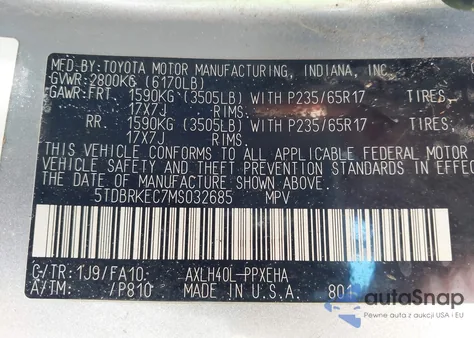 MFD.BY: TOYOTA MOTOR MANUFACTURING, INDIANA, INC.
GVWR: 2800KG (6170LB)
GAWR: FRT 1590KG (3505LB) WITH P235/65R17 TIRES,
17X7J RIMS.
RR 1590KG (3505LB) WITH P235/65R17 TIRES,
17X7J RIMS.
THIS VEHICLE CONFORMS TO ALL APPLICABLE FEDERAL MOTOR
VEHICLE SAFETY AND THEFT PREVENTION STANDARDS IN EFFEC
MANUFACTURE SHOWN ABOVE.
5TDBRKEC7MS032685 MPV
C/TR: 1J9/FA10 AXLH40L-PPXEHA
A/TM: /P810 MADE IN U.S.A. 801
autoSnap
Pewne auta z aukcji USA i EU